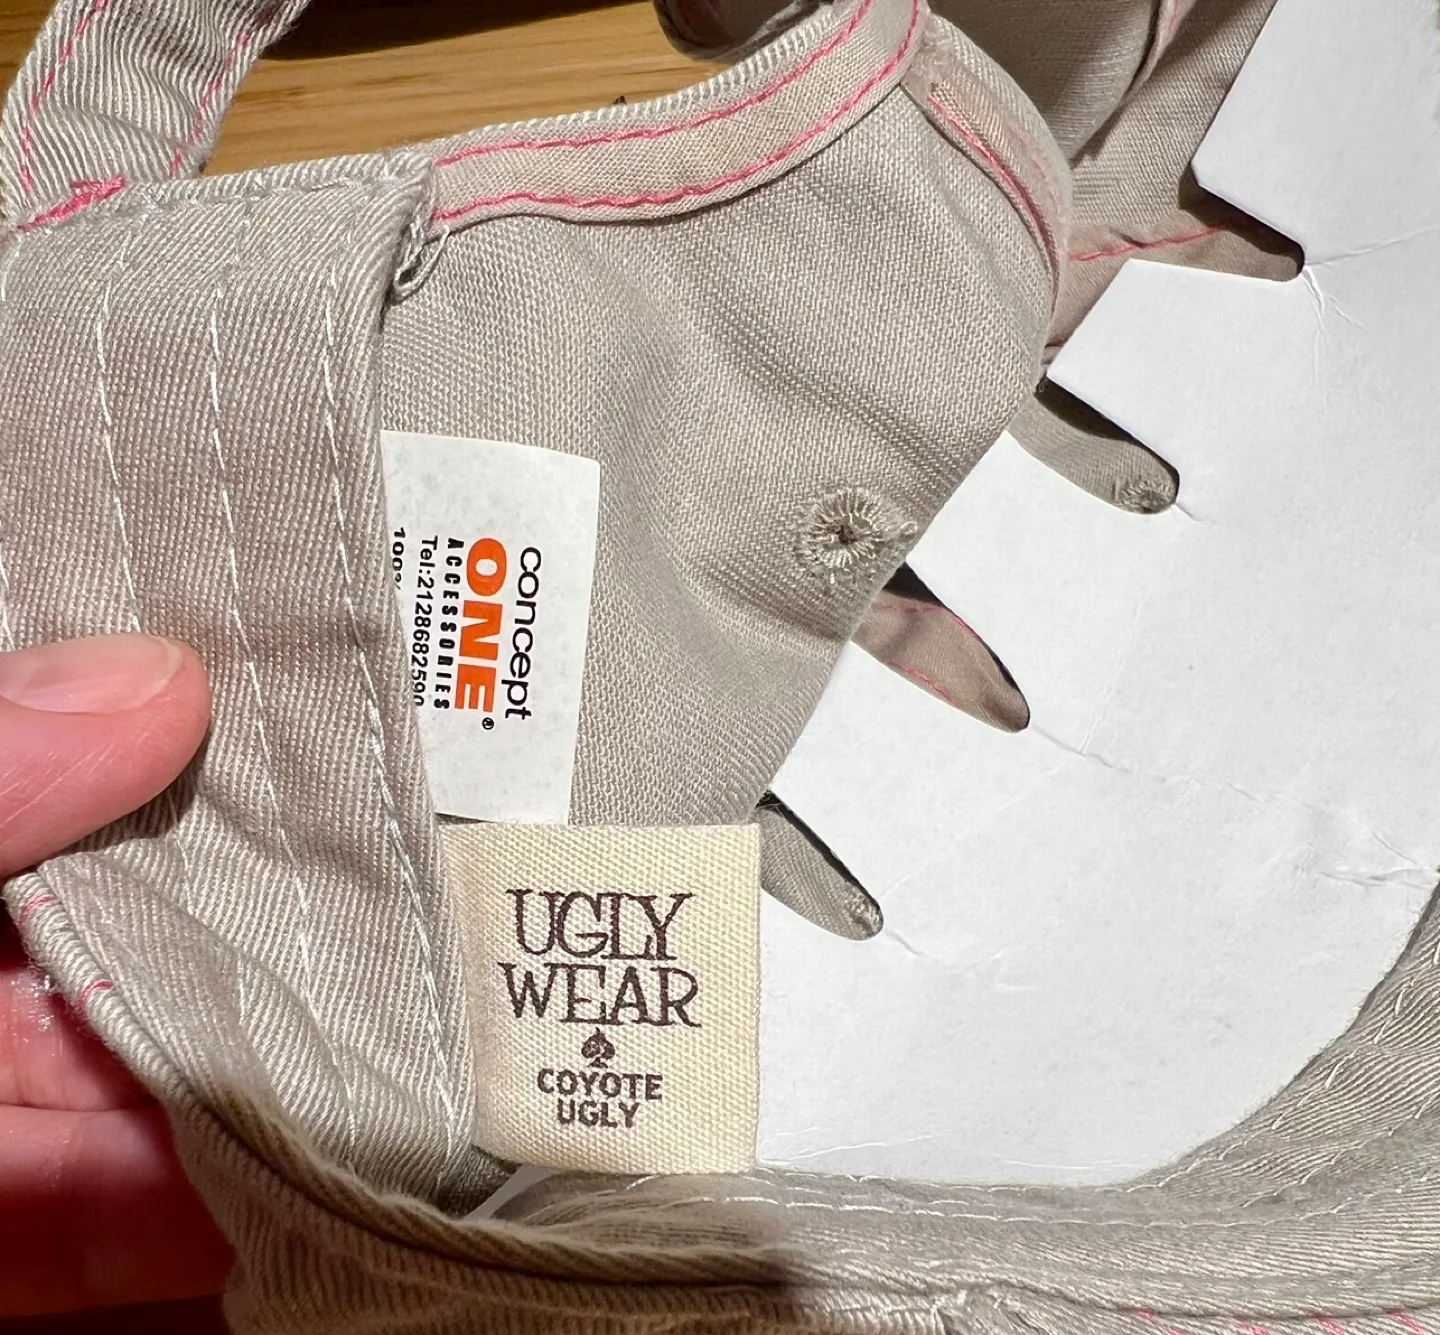 concept
ONE®
ACCESSORIES
Tel:2128682590
UGLY
WEAR
COYOTE
UGLY